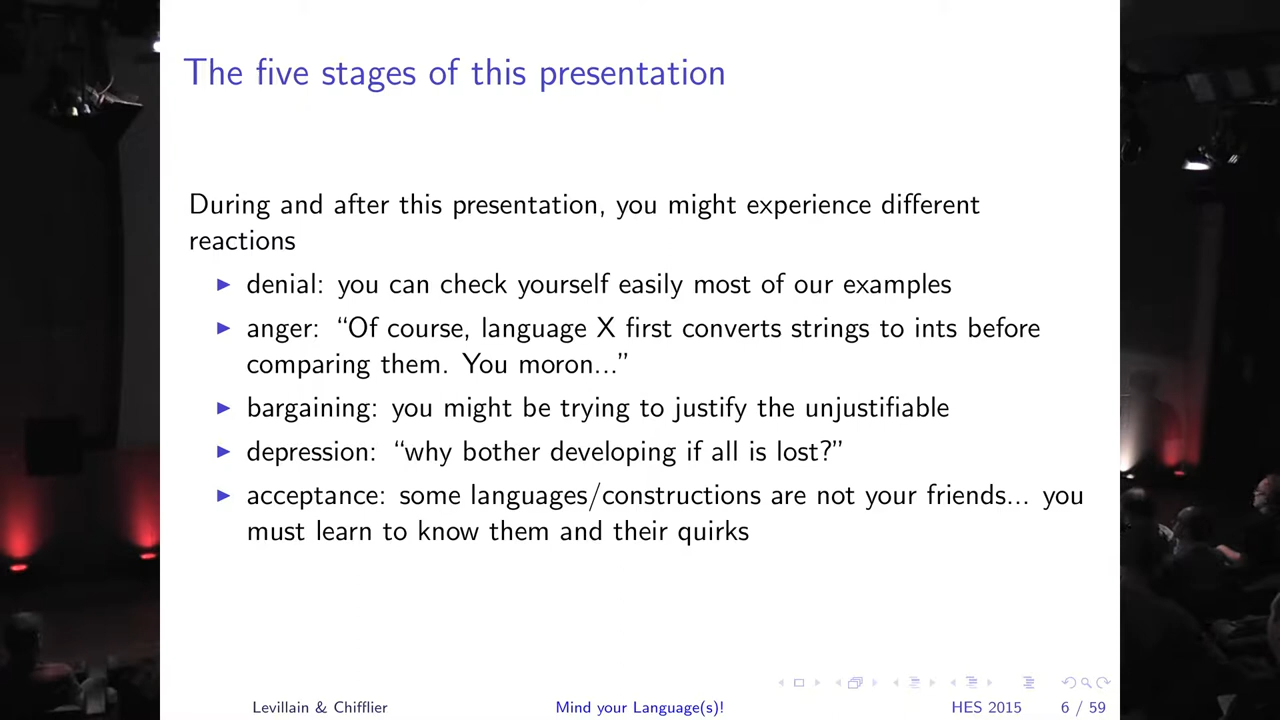 The five stages of this presentation
During and after this presentation, you might experience different
reactions
denial: you can check yourself easily most of our examples
anger: “Of course, language X first converts strings to ints before
comparing them. You moron...”
bargaining: you might be trying to justify the unjustifiable
depression: “why bother developing if all is lost?”
acceptance: some languages/constructions are not your friends... you
must learn to know them and their quirks
Levillain & Chifflier Mind your Language(s)! HES 2015 6 / 59